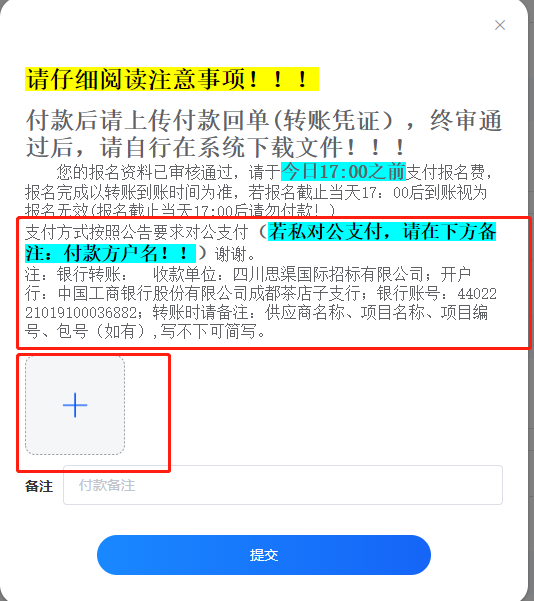 请仔细阅读注意事项！！！
付款后请上传付款回单(转账凭证），终审通
过后，请自行在系统下载文件！！！
您的报名资料已审核通过，请于今日17:00之前支付报名费，
报名完成以转账到账时间为准，若报名截止当天17：00后到账视为
报名无效(报名截止当天17:00后请勿付款！)
支付方式按照公告要求对公支付（若私对公支付，请在下方备
注：付款方户名！！）谢谢。
注：银行转账： 收款单位：四川思渠国际招标有限公司；开户
行：中国工商银行股份有限公司成都茶店子支行；银行账号：44022
21019100036882；转账时请备注：供应商名称、项目名称、项目编
号、包号（如有）,写不下可简写。
备注 付款备注
提交